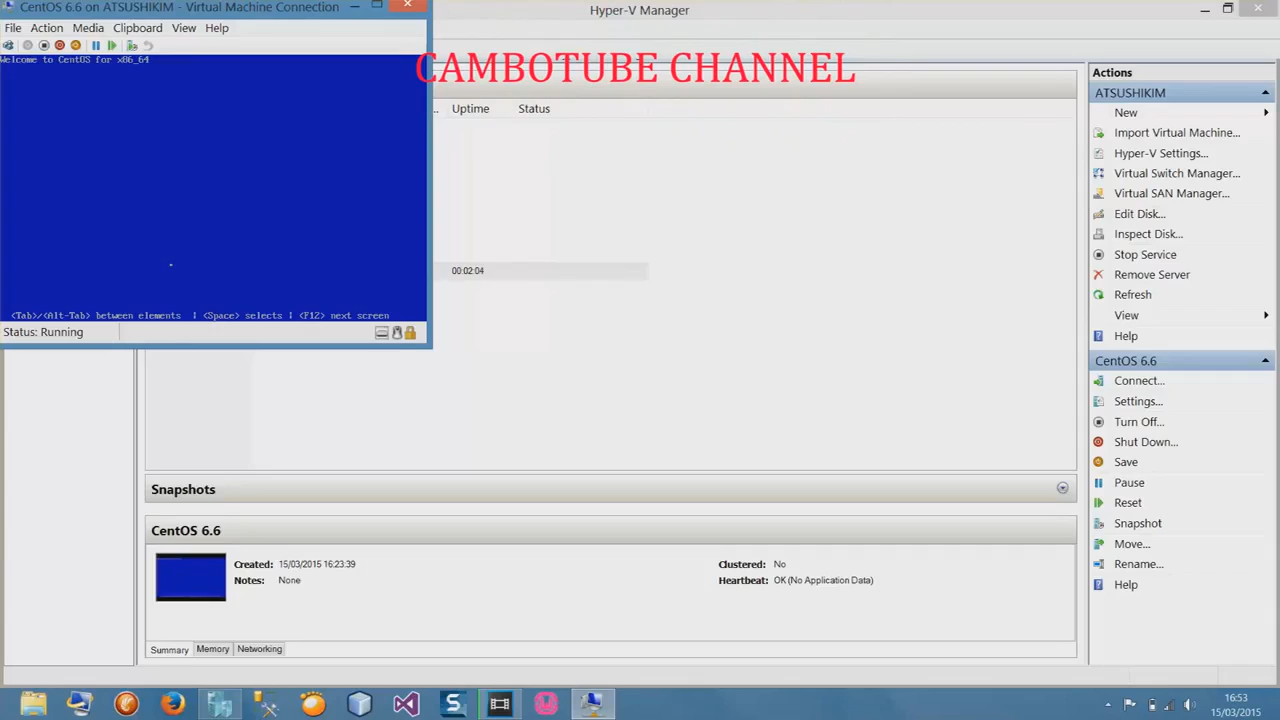 CentOS 6.6 on ATSUSHIKIM - Virtual Machine Connection
File Action Media Clipboard View Help
Welcome to CentOS for x86_64
<Tab>/<Alt-Tab> between elements | <Space> selects | <F12> next screen
Status: Running
Hyper-V Manager
CAMBOTUBE CHANNEL
Uptime Status
00:02:04
Snapshots
CentOS 6.6
Created: 15/03/2015 16:23:39
Notes: None
Clustered: No
Heartbeat: OK (No Application Data)
Summary Memory Networking
Actions
ATSUSHIKIM
New
Import Virtual Machine...
Hyper-V Settings...
Virtual Switch Manager...
Virtual SAN Manager...
Edit Disk...
Inspect Disk...
Stop Service
Remove Server
Refresh
View
Help
CentOS 6.6
Connect...
Settings...
Turn Off...
Shut Down...
Save
Pause
Reset
Snapshot
Move...
Rename...
Help
16:53
15/03/2015